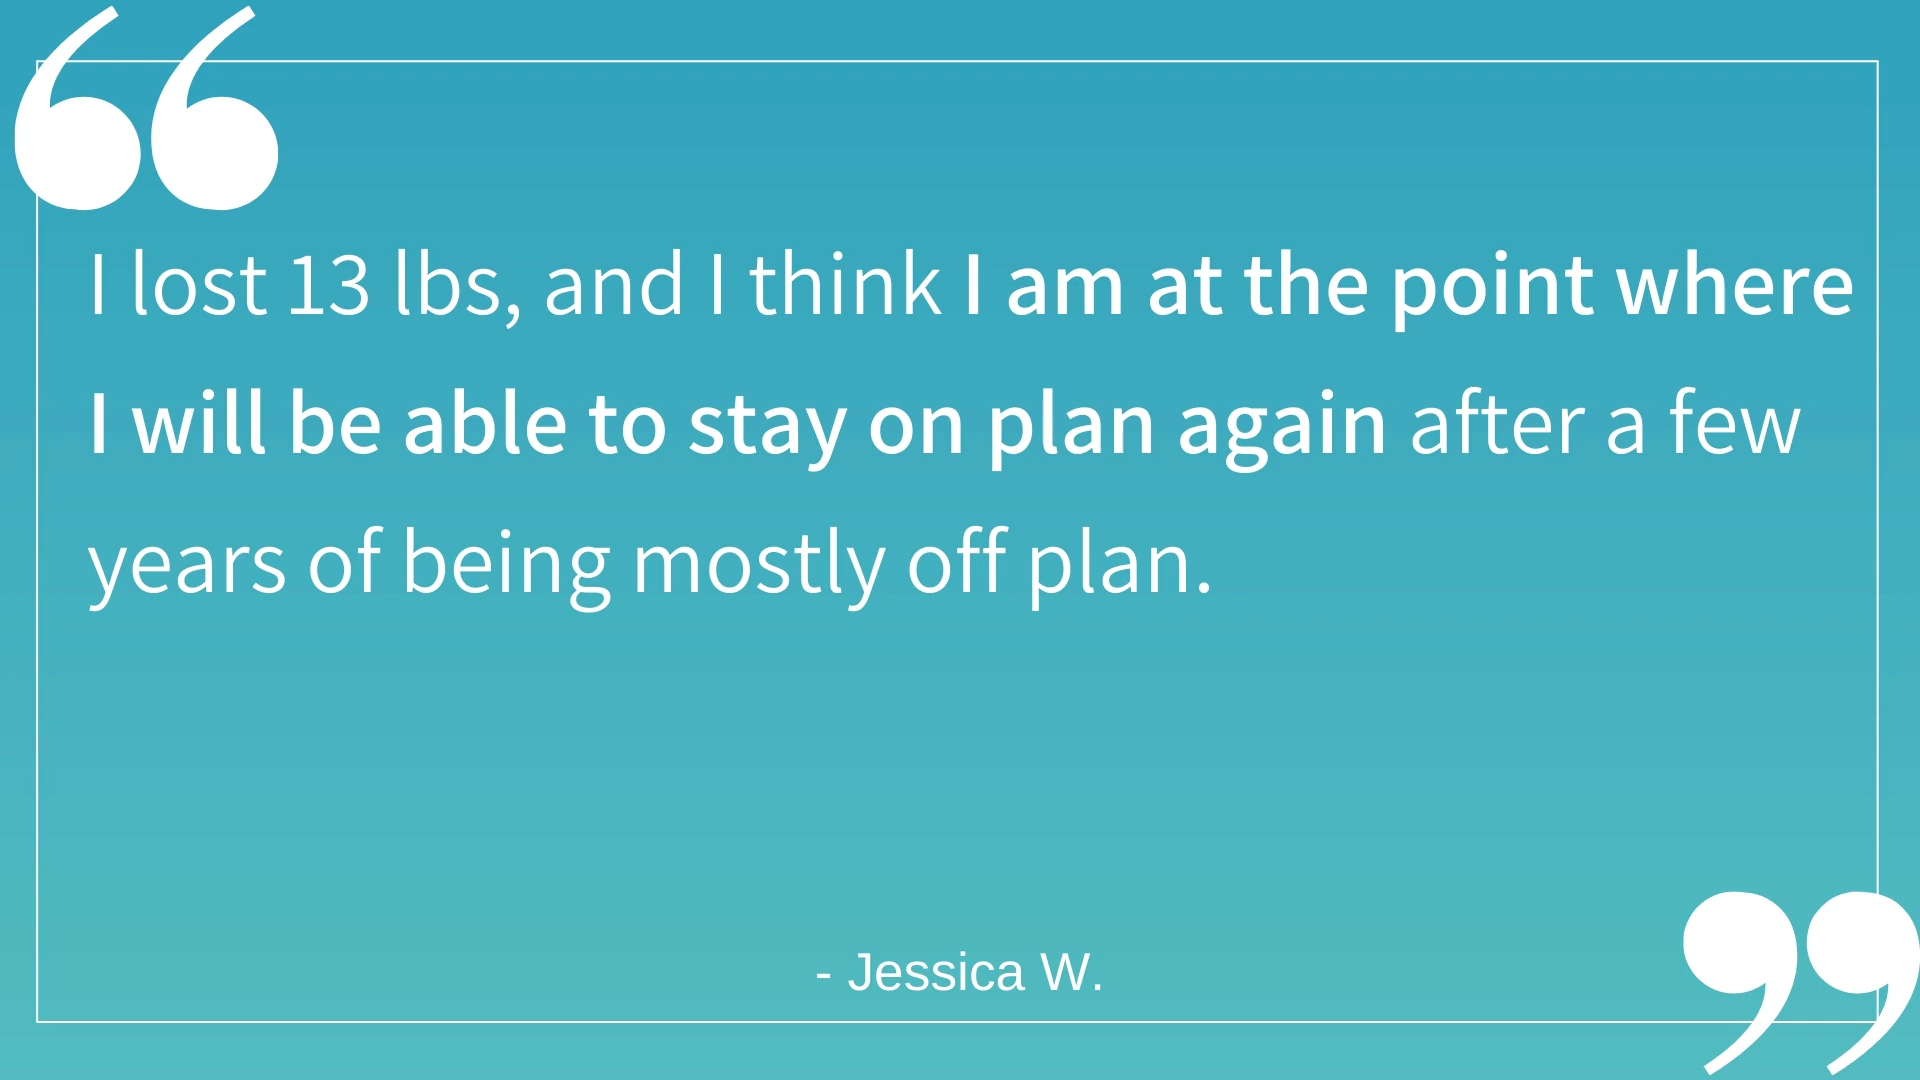 “
I lost 13 lbs, and I think I am at the point where
I will be able to stay on plan again after a few
years of being mostly off plan.
- Jessica W.
”